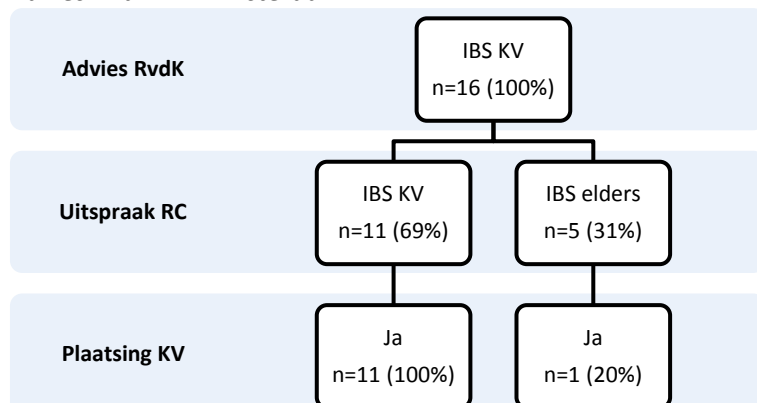 IBS KV
Advies RvdK
n=16 (100%)
IBS KV
IBS elders
Uitspraak RC
n=11 (69%)
n=5 (31%)
Ja
Ja
Plaatsing KV
n=11 (100%)
n=1 (20%)